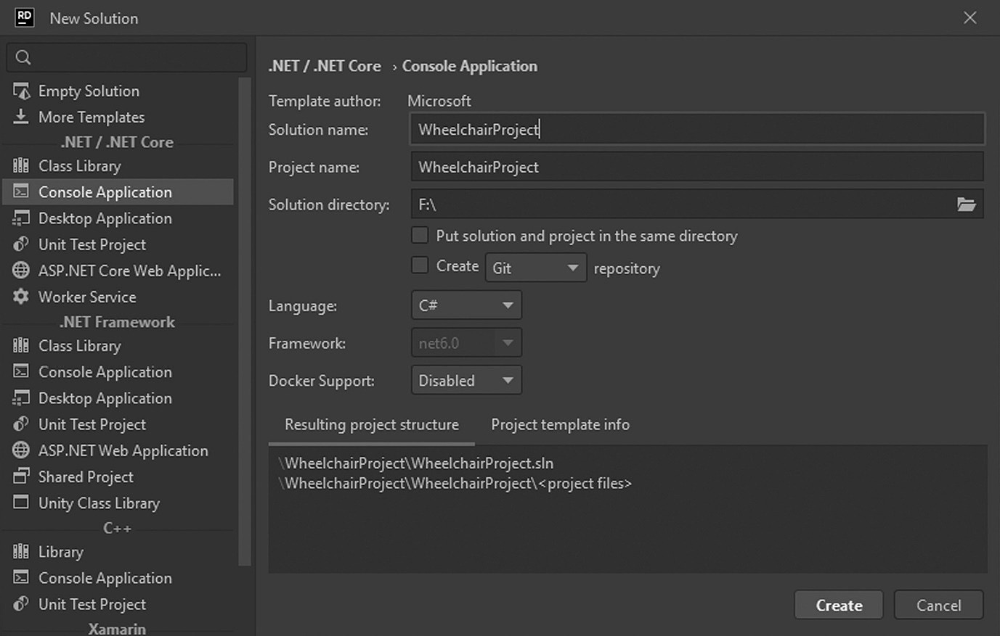 RD New Solution
Empty Solution
More Templates
.NET / .NET Core
Class Library
Console Application
Desktop Application
Unit Test Project
ASP.NET Core Web Applic...
Worker Service
.NET Framework
Class Library
Console Application
Desktop Application
Unit Test Project
ASP.NET Web Application
Shared Project
Unity Class Library
C++
Library
Console Application
Unit Test Project
Xamarin
.NET / .NET Core › Console Application
Template author: Microsoft
Solution name: WheelchairProject
Project name: WheelchairProject
Solution directory: F:\
Put solution and project in the same directory
Create Git repository
Language: C#
Framework: net6.0
Docker Support: Disabled
Resulting project structure Project template info
\WheelchairProject\WheelchairProject.sln
\WheelchairProject\WheelchairProject\<project files>
Create Cancel